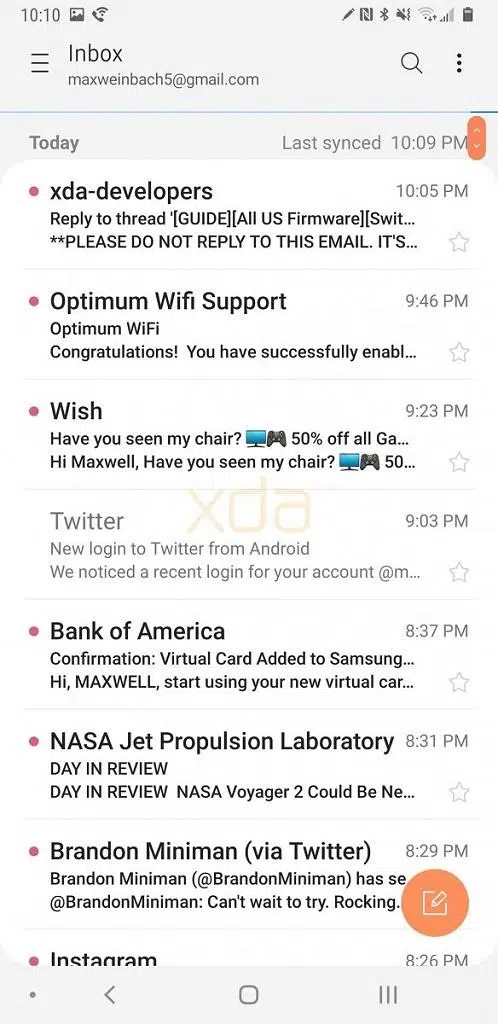 10:10
Inbox
maxweinbach5@gmail.com
Today Last synced 10:09 PM
xda-developers 10:05 PM
Reply to thread '[GUIDE][All US Firmware][Swit...
**PLEASE DO NOT REPLY TO THIS EMAIL. IT'S...
Optimum Wifi Support 9:46 PM
Optimum WiFi
Congratulations! You have successfully enabl...
Wish 9:23 PM
Have you seen my chair? 🖥️🎮 50% off all Ga...
Hi Maxwell, Have you seen my chair? 🖥️🎮 50...
xda
Twitter 9:03 PM
New login to Twitter from Android
We noticed a recent login for your account @m...
Bank of America 8:37 PM
Confirmation: Virtual Card Added to Samsung...
Hi, MAXWELL, start using your new virtual car...
NASA Jet Propulsion Laboratory 8:31 PM
DAY IN REVIEW
DAY IN REVIEW NASA Voyager 2 Could Be Ne...
Brandon Miniman (via Twitter) 8:29 PM
Brandon Miniman (@BrandonMiniman) has se
@BrandonMiniman: Can't wait to try. Rocking...
Instagram 8:26 PM